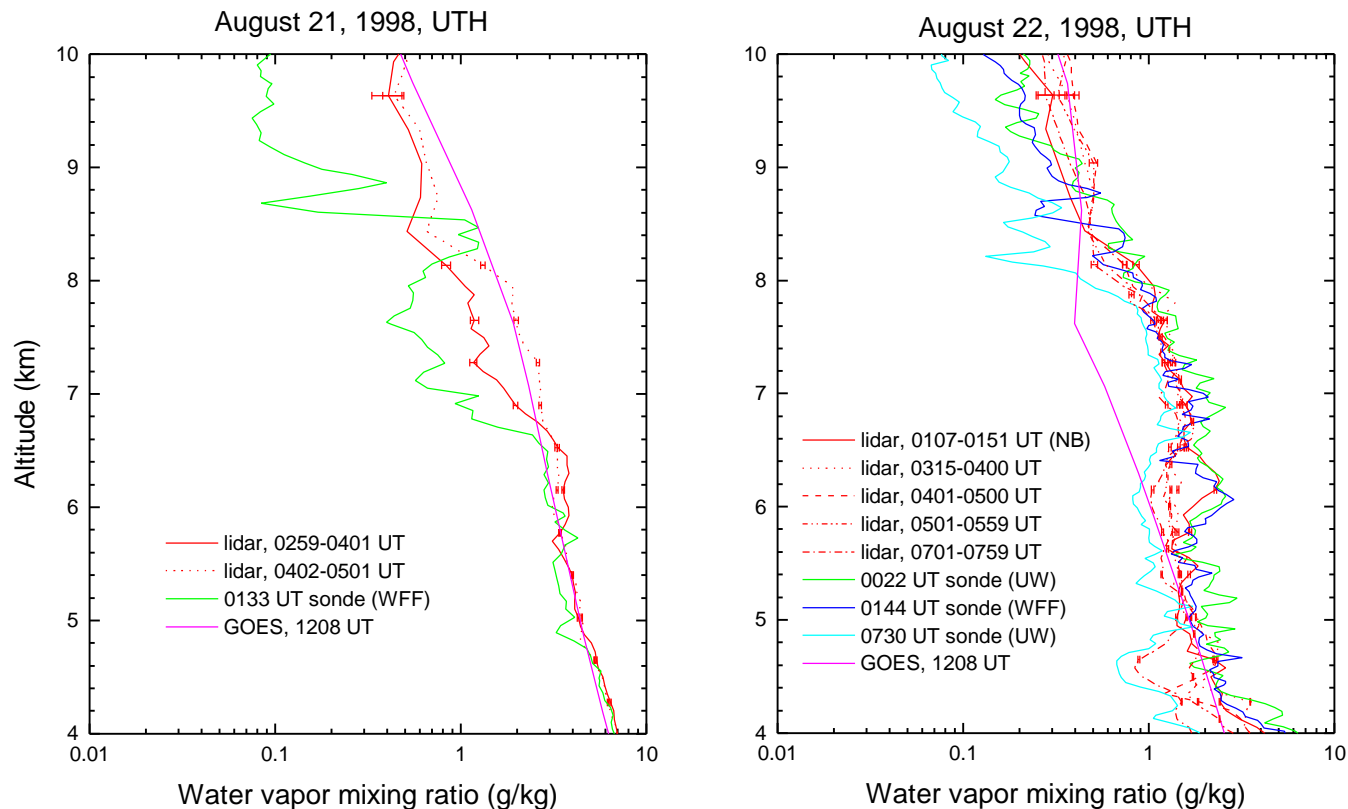 August 21, 1998, UTH
10
9
8
7
6
5
4
Altitude (km)
lidar, 0259-0401 UT
lidar, 0402-0501 UT
0133 UT sonde (WFF)
GOES, 1208 UT
0.01 0.1 1 10
Water vapor mixing ratio (g/kg)
August 22, 1998, UTH
10
9
8
7
6
5
4
lidar, 0107-0151 UT (NB)
lidar, 0315-0400 UT
lidar, 0401-0500 UT
lidar, 0501-0559 UT
lidar, 0701-0759 UT
0022 UT sonde (UW)
0144 UT sonde (WFF)
0730 UT sonde (UW)
GOES, 1208 UT
0.01 0.1 1 10
Water vapor mixing ratio (g/kg)